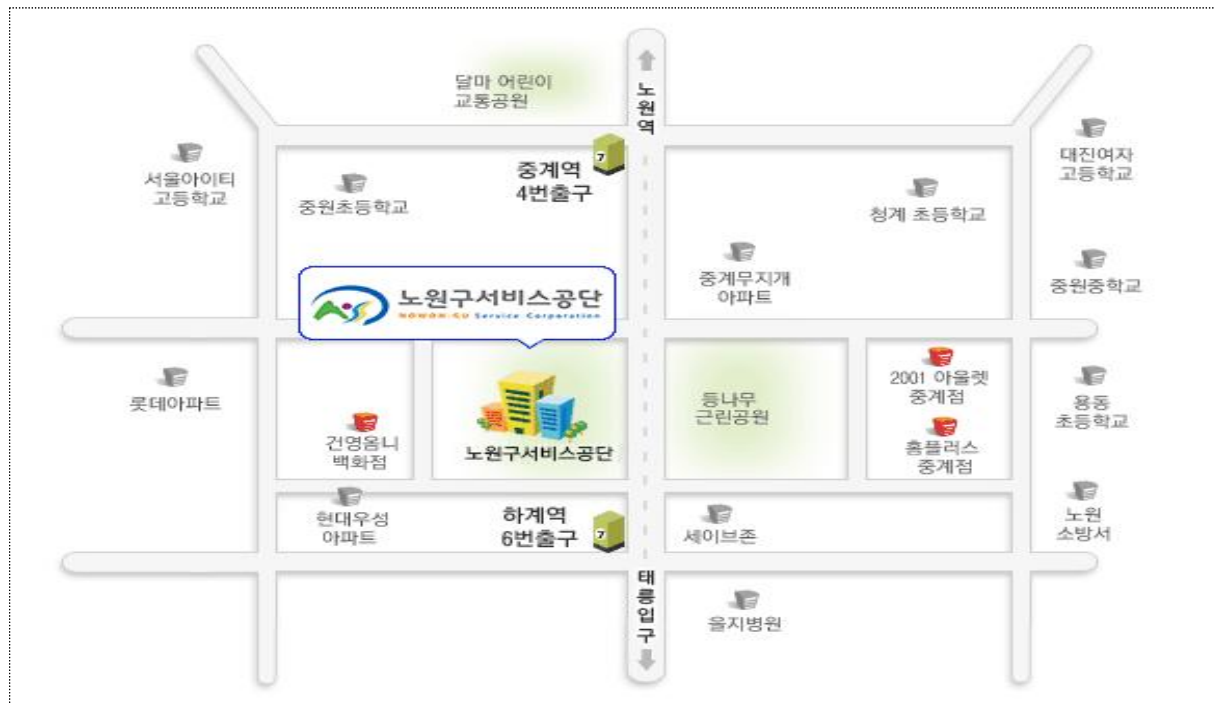 달마 어린이
교통공원
노원역
대진여자
고등학교
서울아이티
고등학교
중원초등학교
7
중계역
4번출구
청계 초등학교
중계무지개
아파트
중원중학교
노원구서비스공단
NOWON-GU Service Corporation
롯데아파트
건영옴니
백화점
노원구서비스공단
등나무
근린공원
2001 아울렛
중계점
홈플러스
중계점
용동
초등학교
현대우성
아파트
하계역
6번출구
7
세이브존
노원
소방서
태릉입구
을지병원